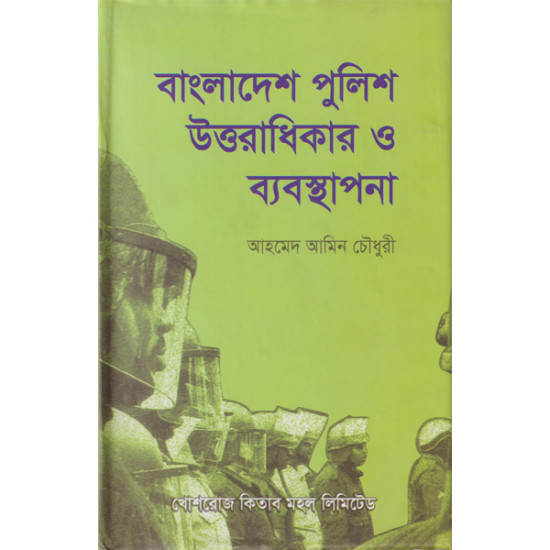 বাংলাদেশ পুলিশ
উত্তরাধিকার ও
ব্যবস্থাপনা
আহমেদ আমিন চৌধুরী
খোশরোজ কিতাব মহল লিমিটেড